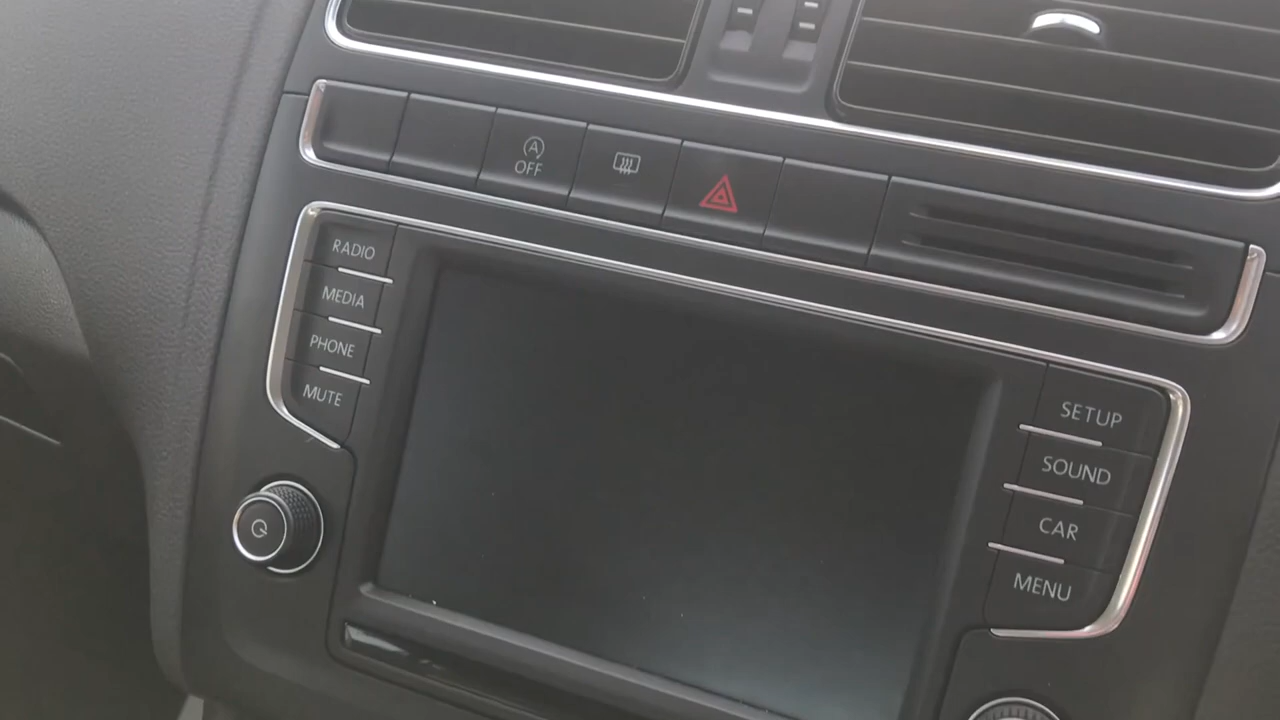 A
OFF
RADIO
MEDIA
PHONE
MUTE
SETUP
SOUND
CAR
MENU